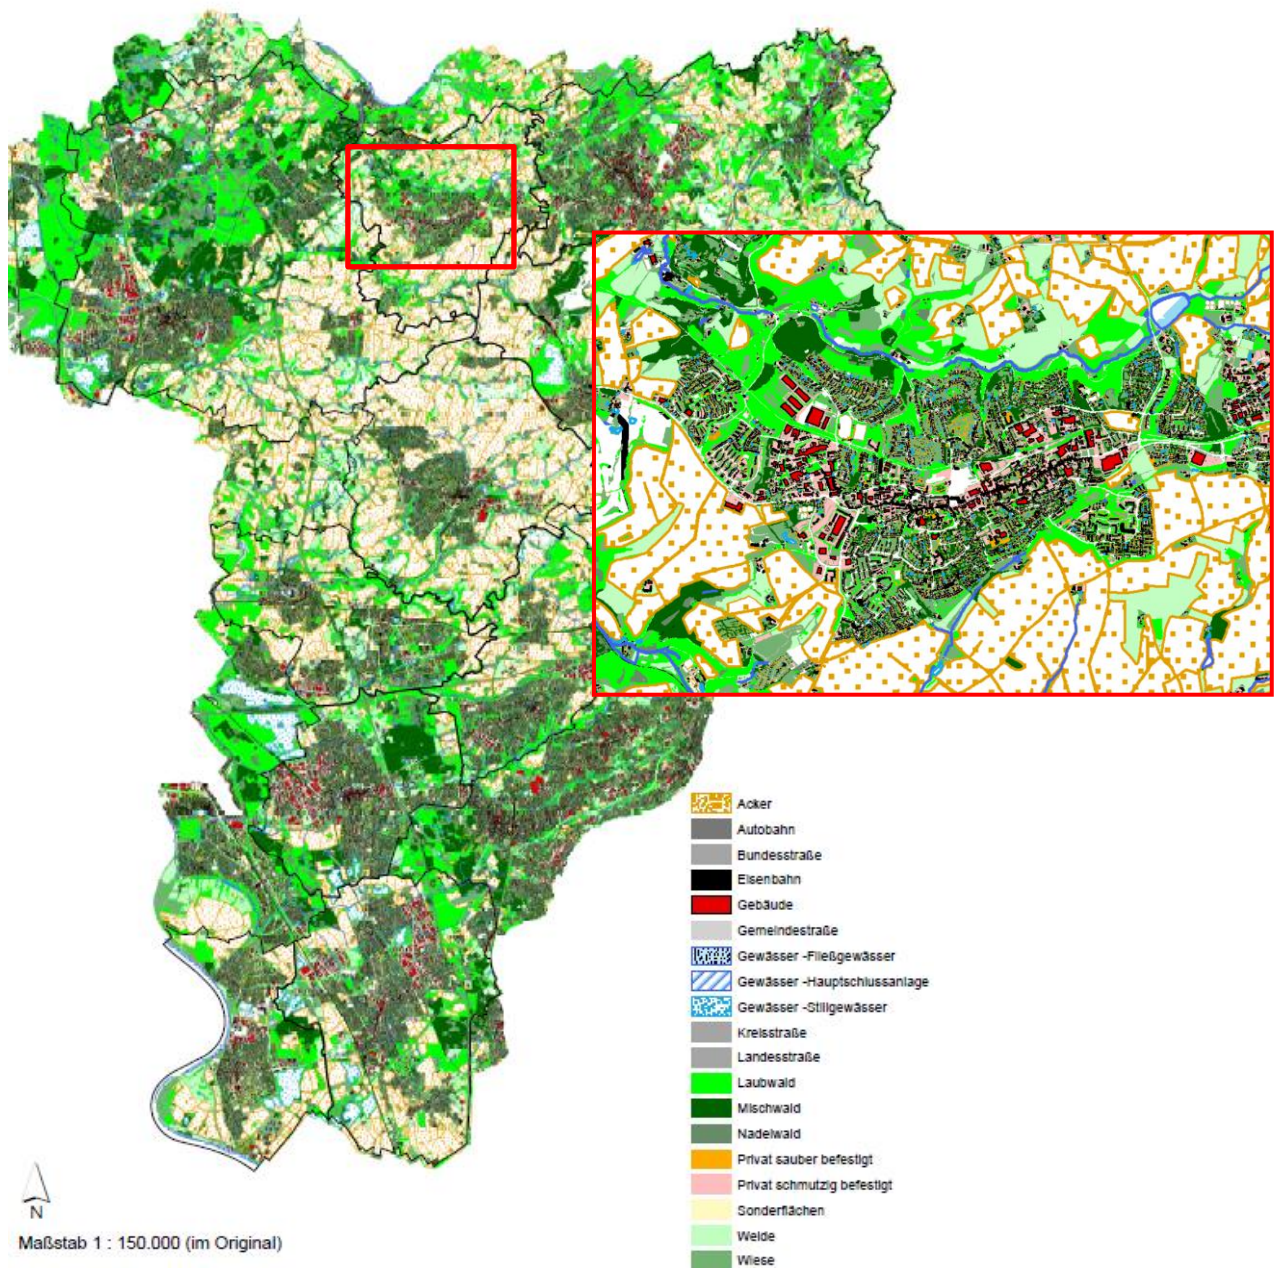 Acker
Autobahn
Bundesstraße
Eisenbahn
Gebäude
Gemeindestraße
Gewässer -Fließgewässer
Gewässer -Hauptschlussanlage
Gewässer -Stillgewässer
Kreisstraße
Landesstraße
Laubwald
Mischwald
Nadelwald
Privat sauber befestigt
Privat schmutzig befestigt
Sonderflächen
Weide
Wiese
N
Maßstab 1 : 150.000 (im Original)